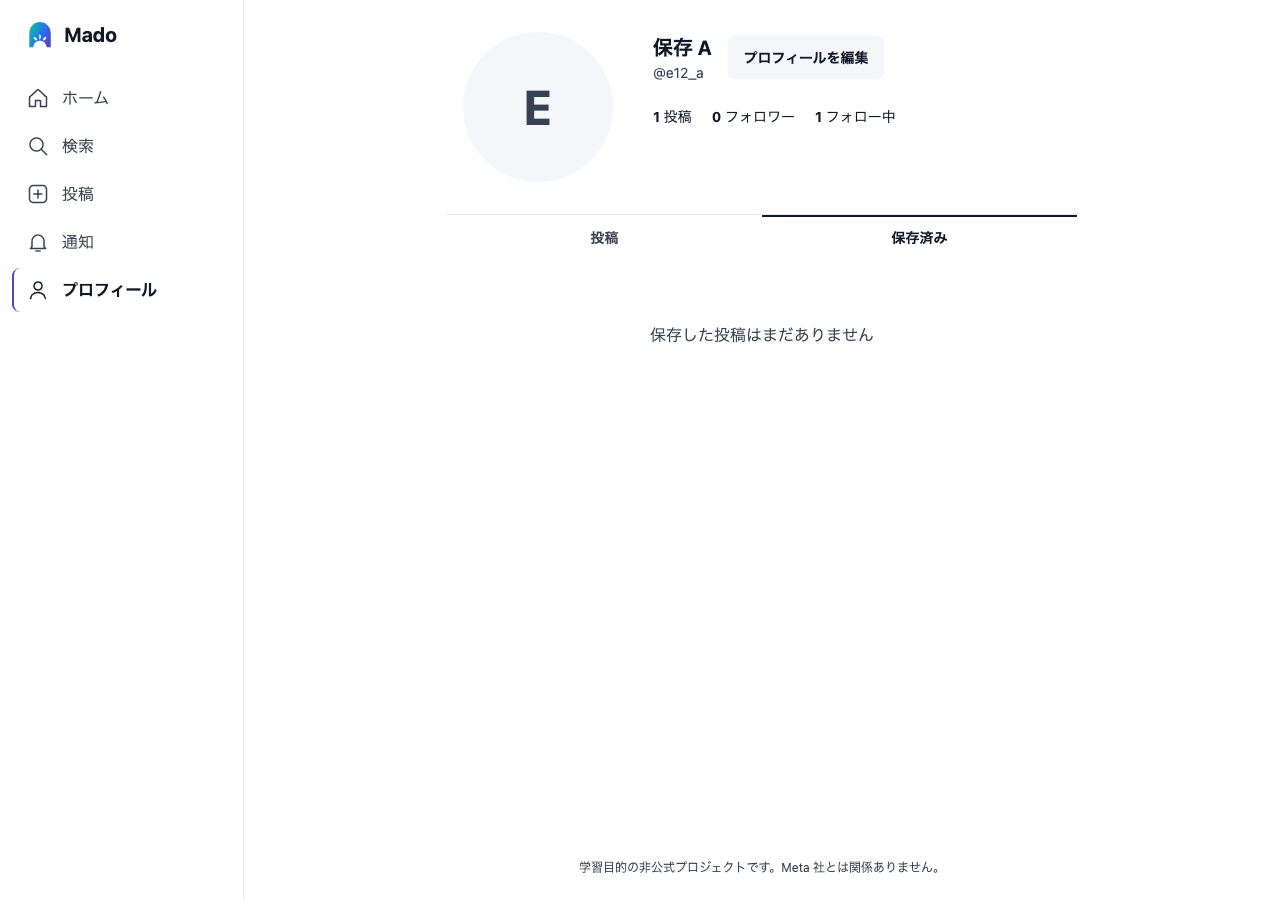 Mado
ホーム
検索
投稿
通知
プロフィール
E
保存 A
@e12_a
プロフィールを編集
1 投稿 0 フォロワー 1 フォロー中
投稿
保存済み
保存した投稿はまだありません
学習目的の非公式プロジェクトです。Meta 社とは関係ありません。